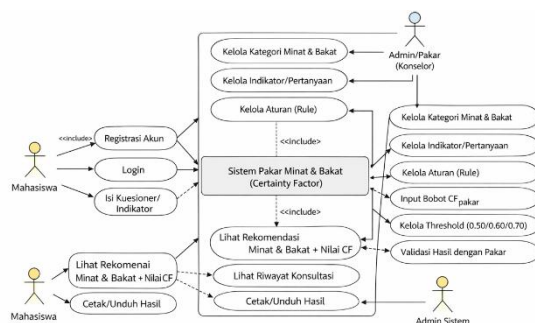 Kelola Kategori Minat & Bakat
Admin/Pakar
(Konselor)
Kelola Indikator/Pertanyaan
Kelola Aturan (Rule)
Kelola Kategori Minat & Bakat
<<include>
Registrasi Akun
<<Include>
Kelola Indikator/Pertanyaan
Mahasiswa
Login
Sistem Pakar Minat & Bakat
(Certainty Factor)
Kelola Aturan (Rule)
Isi Kuesioner/
Indikator
Input Bobot CFpakar
<<include>
Kelola Threshold (0.50/0.60/0.70)
Lihat Rekomendasi
Minat & Bakat + Nilai CF
Validasi Hasil dengan Pakar
Lihat Rekomenai
Minat & Bakat + Nilai CF
Lihat Riwayat Konsultasi
Mahasiswa
Cetak/Unduh Hasil
Cetak/Unduh Hasil
Admin Sistem